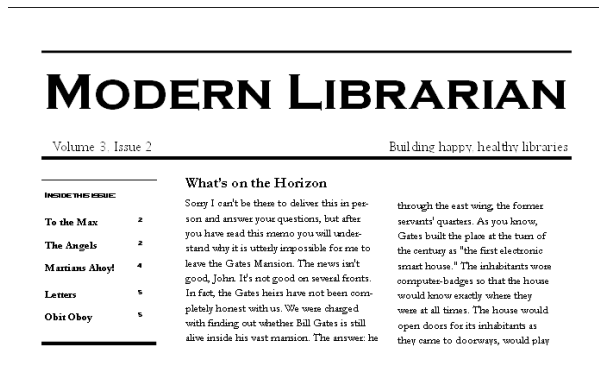 MODERN LIBRARIAN
Volume 3, Issue 2
Building happy, healthy libraries
INSIDE THIS ISSUE:
To the Max 2
The Angels 2
Martians Ahoy! 4
Letters 5
Obit Oboy 5
What's on the Horizon
Sorry I can't be there to deliver this in per-
son and answer your questions, but after
you have read this memo you will under-
stand why it is utterly impossible for me to
leave the Gates Mansion. The news isn't
good, John. It's not good on several fronts.
In fact, the Gates heirs have not been com-
pletely honest with us. We were charged
with finding out whether Bill Gates is still
alive inside his vast mansion. The answer: he
through the east wing, the former
servants' quarters. As you know,
Gates built the place at the turn of
the century as "the first electronic
smart house." The inhabitants wore
computer-badges so that the house
would know exactly where they
were at all times. The house would
open doors for its inhabitants as
they came to doorways, would play